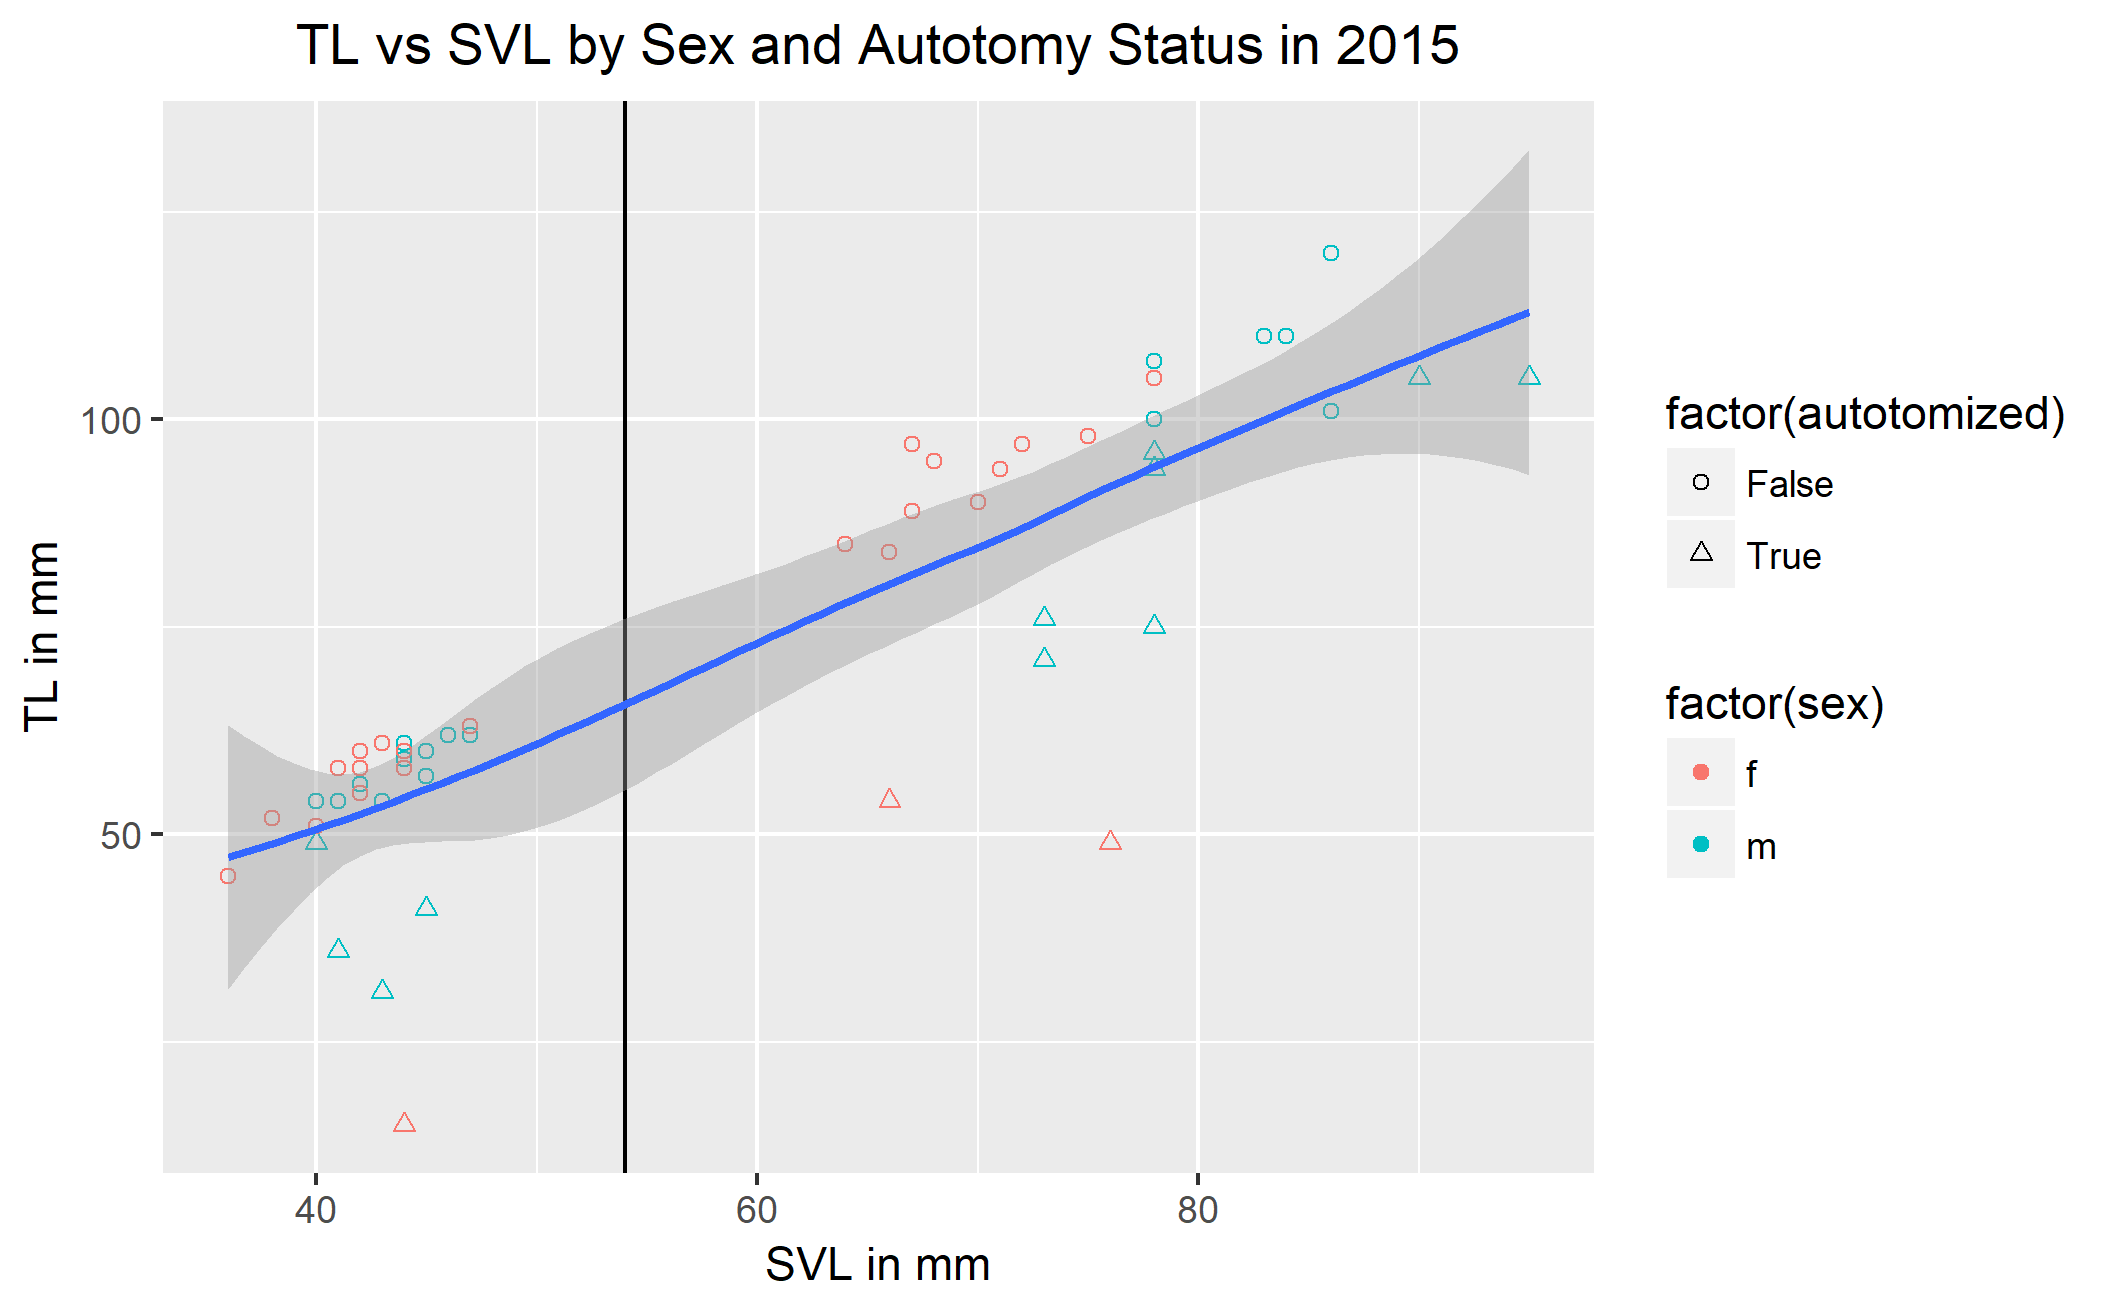 TL vs SVL by Sex and Autotomy Status in 2015
TL in mm
100
50
40
60
80
SVL in mm
factor(autotomized)
False
True
factor(sex)
f
m